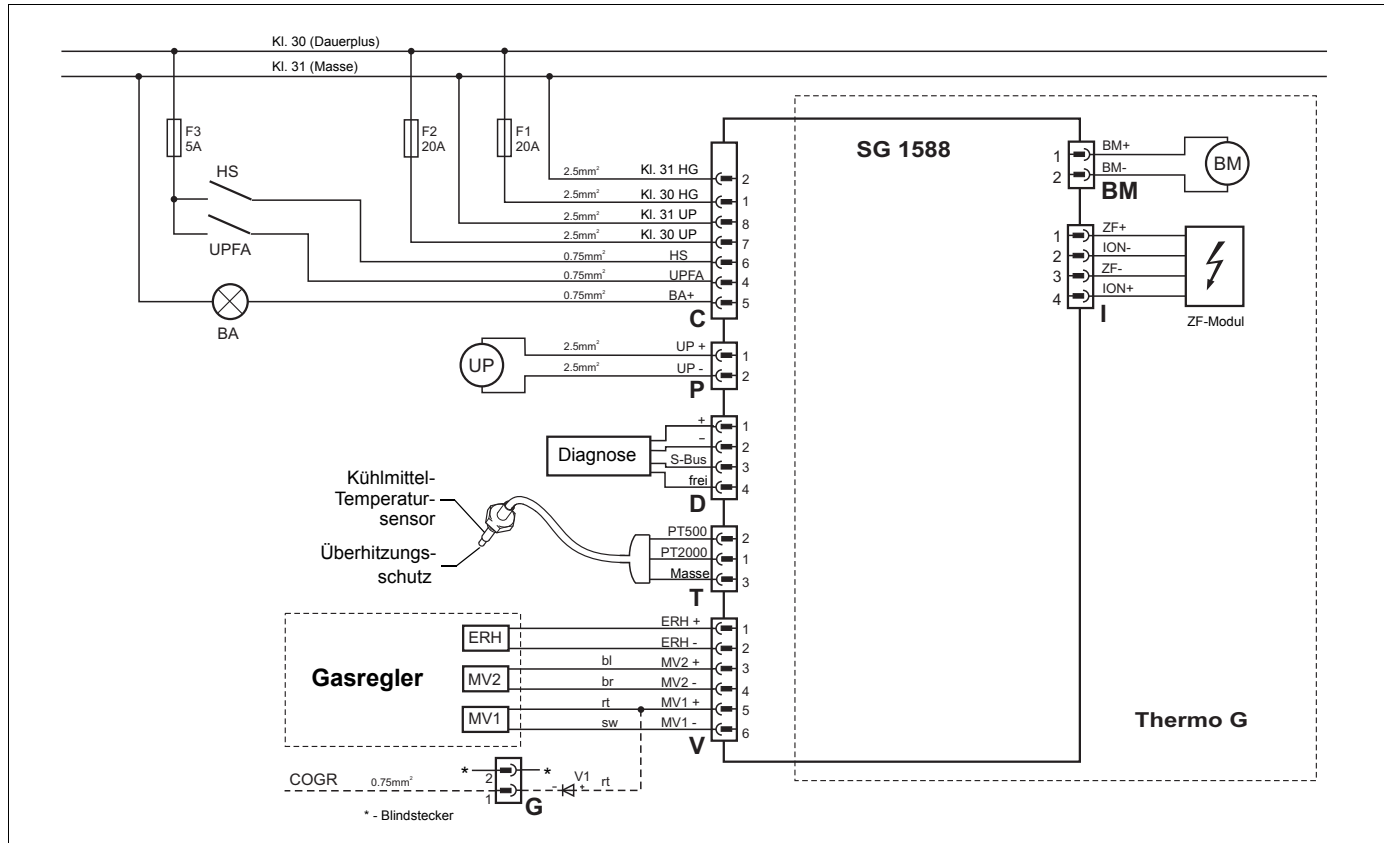 Kl. 30 (Dauerplus)
Kl. 31 (Masse)
F3
5A
F2
20A
F1
20A
HS
UPFA
BA
2.5mm² Kl. 31 HG 2
2.5mm² Kl. 30 HG 1
2.5mm² Kl. 31 UP 8
2.5mm² Kl. 30 UP 7
0.75mm² HS 6
0.75mm² UPFA 4
0.75mm² BA+ 5
C
SG 1588
1 BM+
2 BM-
BM
BM
1 ZF+
2 ION-
3 ZF-
4 ION+
I
ZF-Modul
UP
2.5mm² UP + 1
2.5mm² UP - 2
P
Diagnose
+ 1
– 2
S-Bus 3
frei 4
D
Kühlmittel-
Temperatur-
sensor
Überhitzungs-
schutz
PT500 2
PT2000 1
Masse 3
T
Gasregler
ERH
MV2
MV1
ERH + 1
ERH - 2
bl MV2 + 3
br MV2 - 4
rt MV1 + 5
sw MV1 - 6
V
Thermo G
COGR 0.75mm²
* 2 *
1
G
- V1 + rt
* - Blindstecker